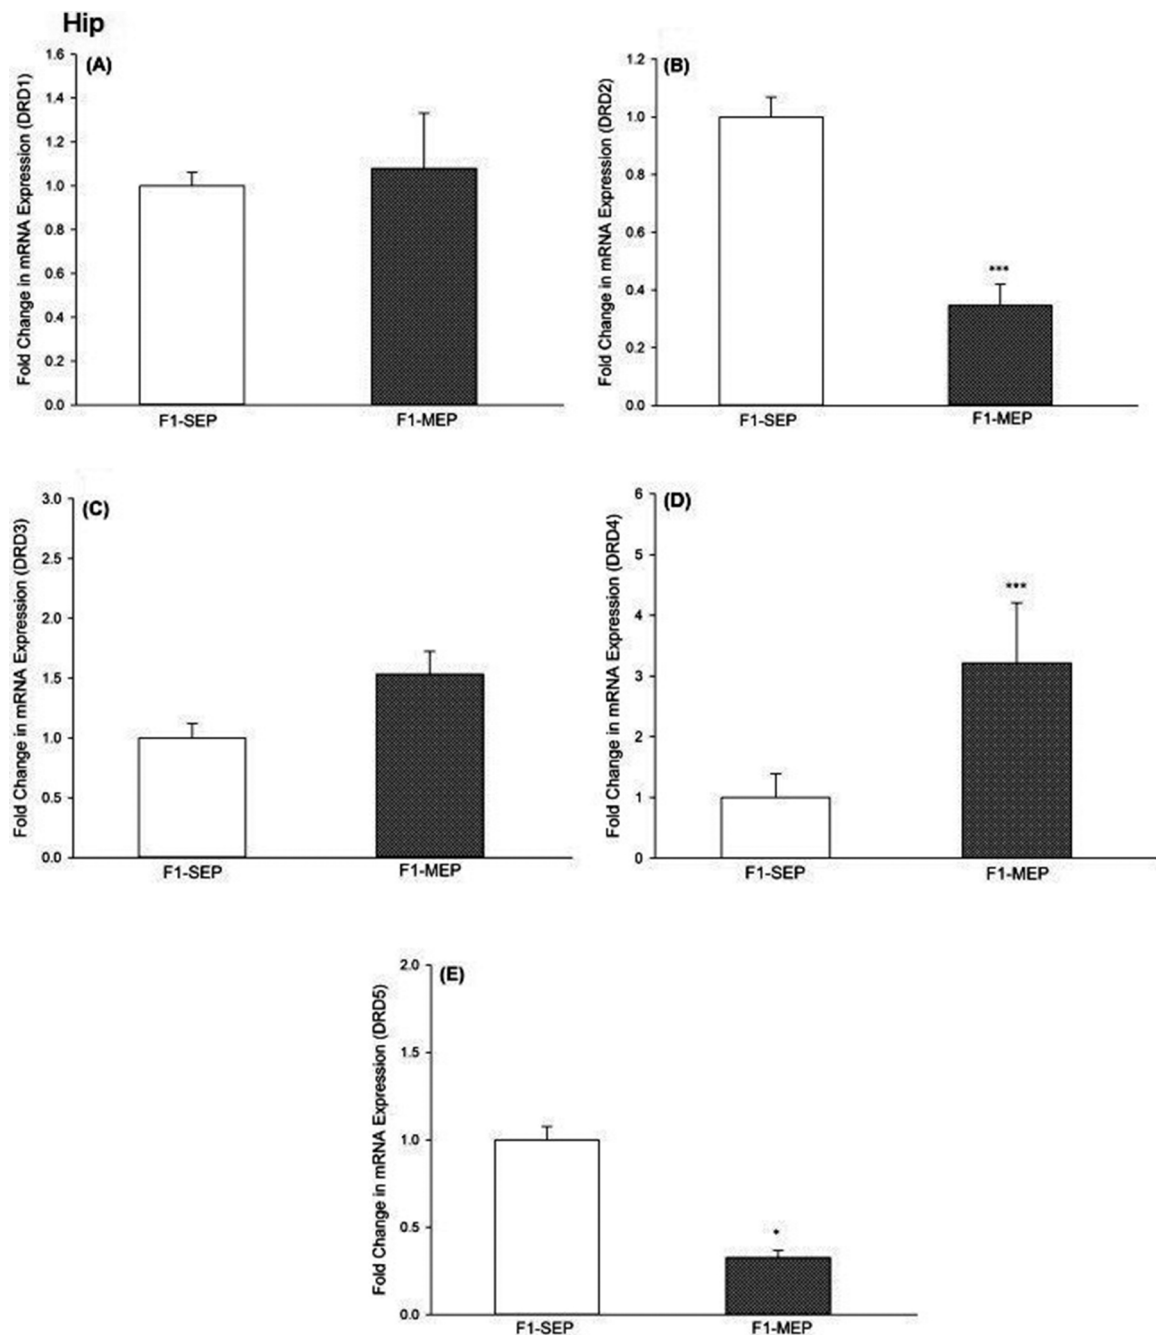 Hip
(A)
Fold Change in mRNA Expression (DRD1)
1.6
1.4
1.2
1.0
0.8
0.6
0.4
0.2
0.0
F1-SEP F1-MEP
(B)
Fold Change in mRNA Expression (DRD2)
1.2
1.0
0.8
0.6
0.4
0.2
0.0
***
F1-SEP F1-MEP
(C)
Fold Change in mRNA Expression (DRD3)
3.0
2.5
2.0
1.5
1.0
0.5
0.0
F1-SEP F1-MEP
(D)
Fold Change in mRNA Expression (DRD4)
6
5
4
3
2
1
0
***
F1-SEP F1-MEP
(E)
Fold Change in mRNA Expression (DRD5)
2.0
1.5
1.0
0.5
0.0
*
F1-SEP F1-MEP